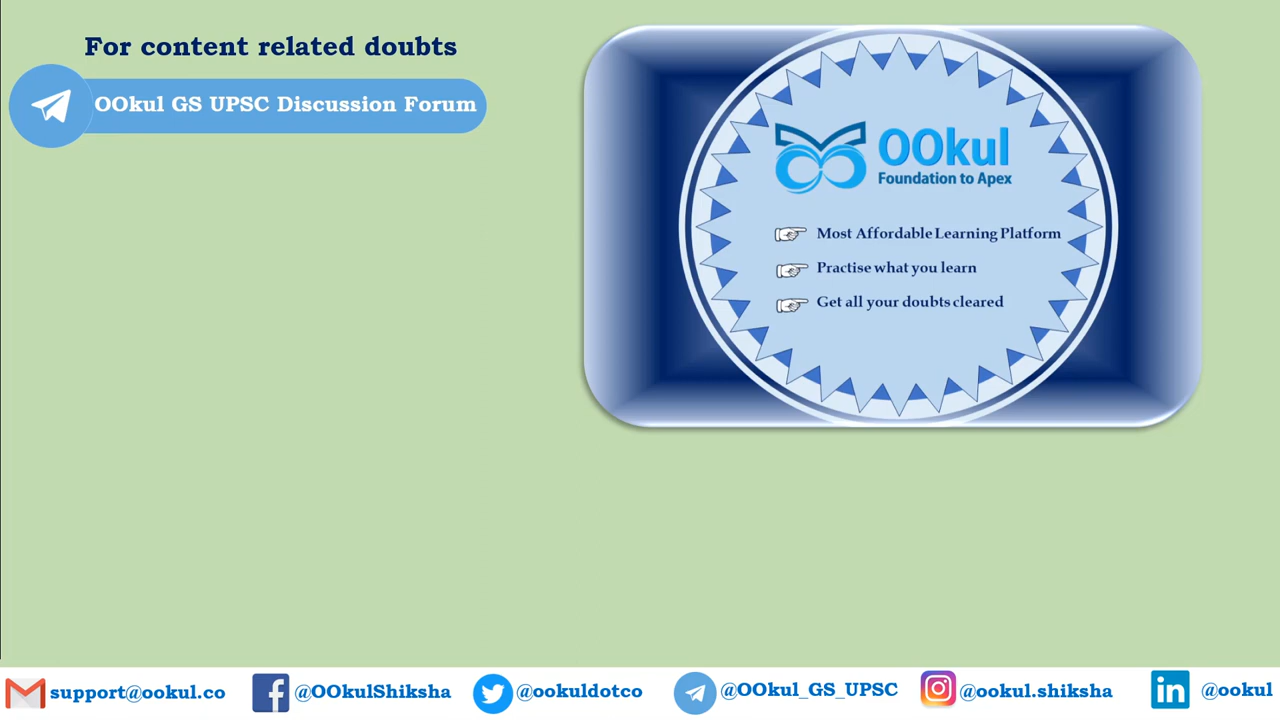 For content related doubts
OOkul GS UPSC Discussion Forum
OOkul
Foundation to Apex
Most Affordable Learning Platform
Practise what you learn
Get all your doubts cleared
support@ookul.co
@OOkulShiksha
@ookuldotco
@OOkul_GS_UPSC
@ookul.shiksha
@ookul